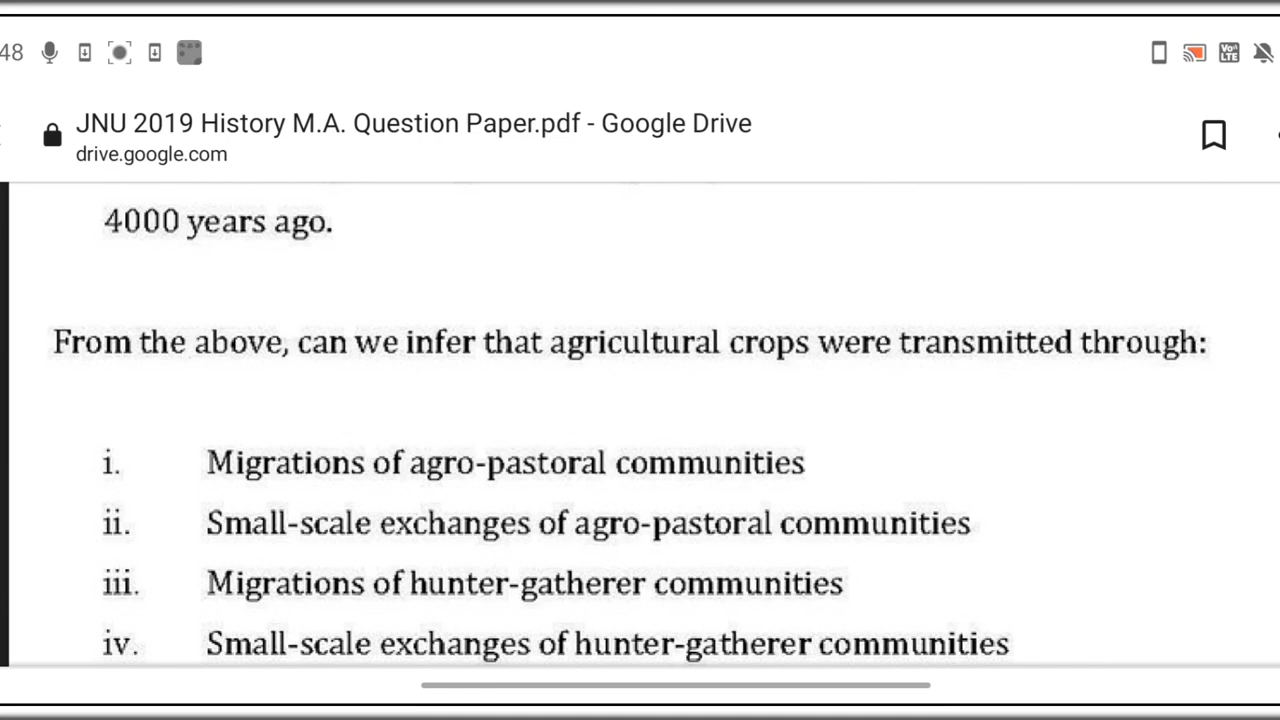 48
Vo LTE
JNU 2019 History M.A. Question Paper.pdf - Google Drive
drive.google.com
4000 years ago.
From the above, can we infer that agricultural crops were transmitted through:
i. Migrations of agro-pastoral communities
ii. Small-scale exchanges of agro-pastoral communities
iii. Migrations of hunter-gatherer communities
iv. Small-scale exchanges of hunter-gatherer communities